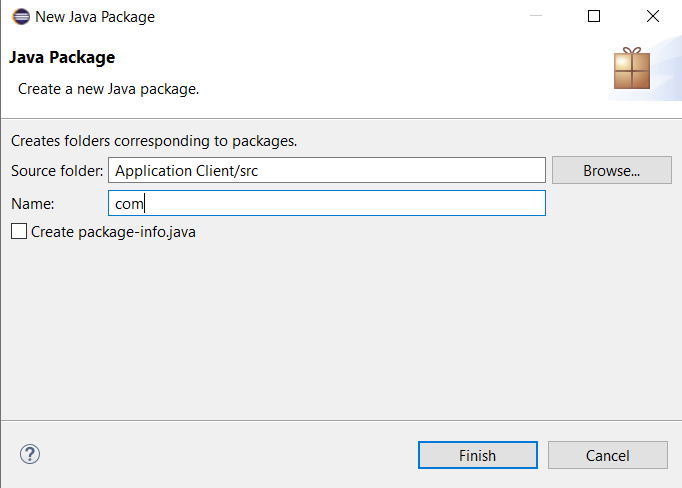 New Java Package
Java Package
Create a new Java package.
Creates folders corresponding to packages.
Source folder: Application Client/src Browse...
Name: com
Create package-info.java
? Finish Cancel